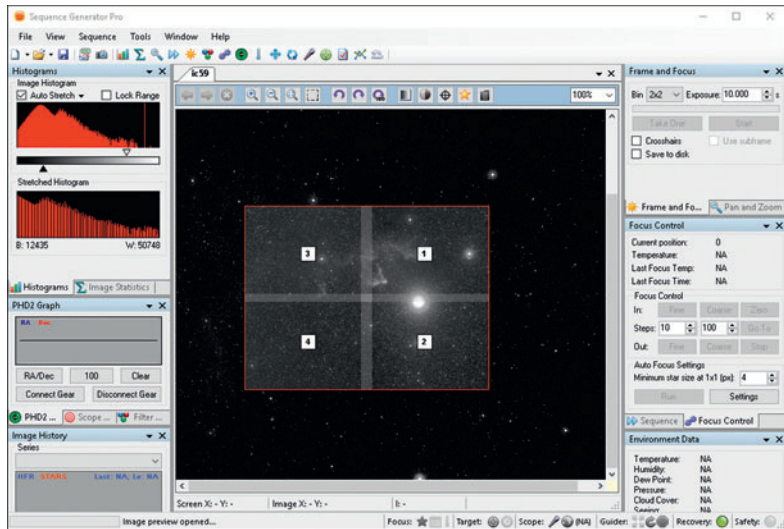 Sequence Generator Pro
File View Sequence Tools Window Help
Histograms
Image Histogram
Auto Stretch
Lock Range
Stretched Histogram
B: 12435 W: 50748
Histograms Image Statistics
PHD2 Graph
RA Dec
RA/Dec 100 Clear
Connect Gear Disconnect Gear
PHD2 ... Scope ... Filter ...
Image History
Series
HFR STARS Last: NA; Lo: NA
ic59
100%
3 1
4 2
Screen X: - Y: - Image X: - Y: - I: -
Frame and Focus
Bin 2x2 Exposure: 10.000 s
Take One Start
Crosshairs Use subframe
Save to disk
Frame and Fo... Pan and Zoom
Focus Control
Current position: 0
Temperature: NA
Last Focus Temp: NA
Last Focus Time: NA
Focus Control
In: Fine Coarse Zero
Steps: 10 100 Go To
Out: Fine Coarse Stop
Auto Focus Settings
Minimum star size at 1x1 (px): 4
Run Settings
Sequence Focus Control
Environment Data
Temperature: NA
Humidity: NA
Dew Point: NA
Pressure: NA
Cloud Cover: NA
Seeing: NA
Image preview opened... Focus: Target: Scope: (NA) Guider: Recovery: Safety: